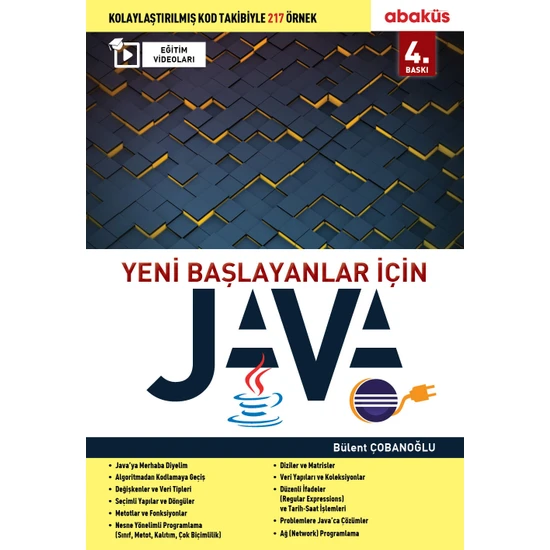 KOLAYLAŞTIRILMIŞ KOD TAKİBİYLE 217 ÖRNEK
abaküs
EĞİTİM
VİDEOLARI
4.
BASKI
YENİ BAŞLAYANLAR İÇİN
JAVA
Bülent ÇOBANOĞLU
• Java'ya Merhaba Diyelim
• Algoritmadan Kodlamaya Geçiş
• Değişkenler ve Veri Tipleri
• Seçimli Yapılar ve Döngüler
• Metotlar ve Fonksiyonlar
• Nesne Yönelimli Programlama
(Sınıf, Metot, Kalıtım, Çok Biçimlilik)
• Diziler ve Matrisler
• Veri Yapıları ve Koleksiyonlar
• Düzenli İfadeler
(Regular Expressions)
ve Tarih-Saat İşlemleri
• Problemlere Java'ca Çözümler
• Ağ (Network) Programlama